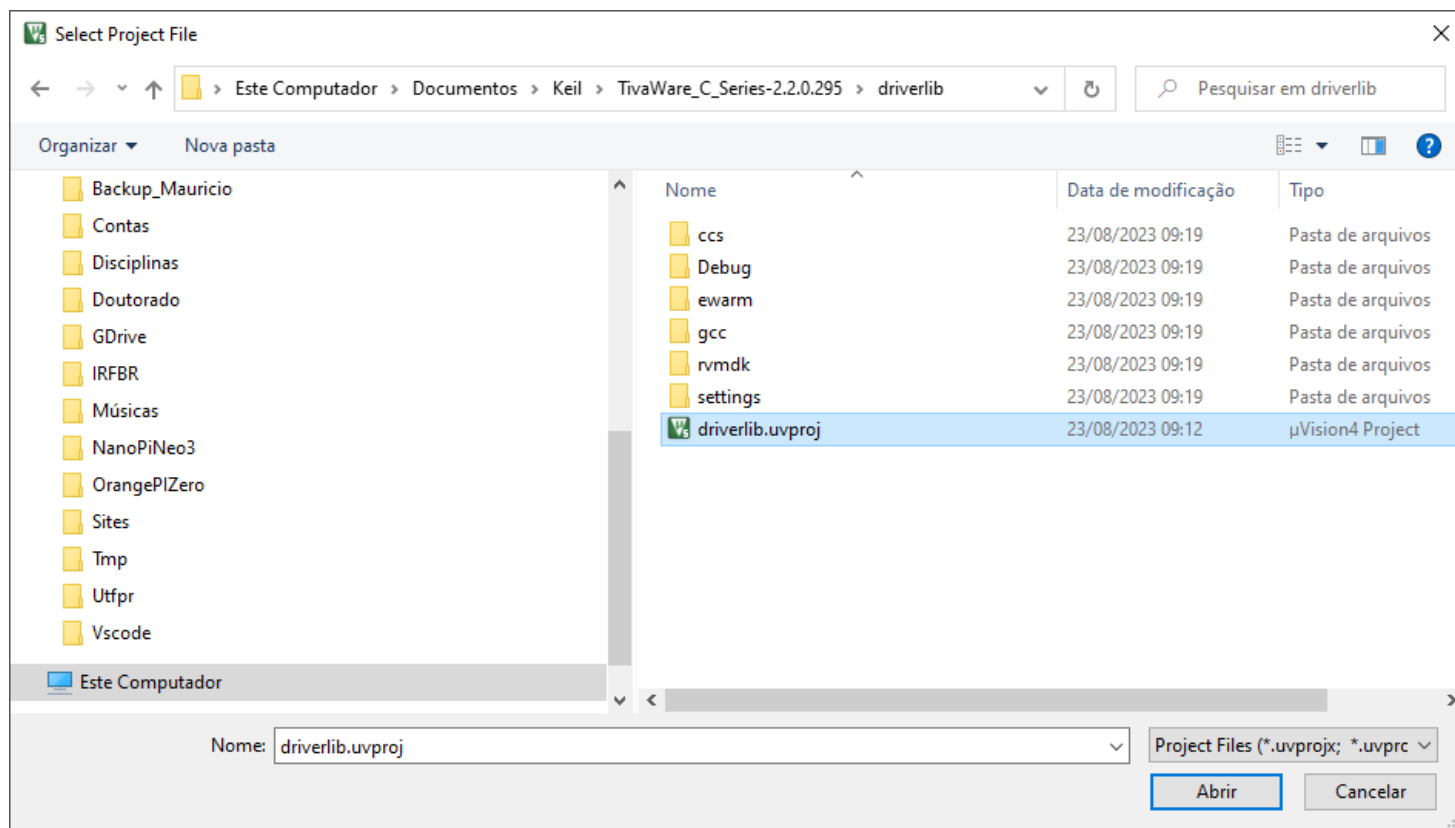 Select Project File
Este Computador > Documentos > Keil > TivaWare_C_Series-2.2.0.295 > driverlib
Pesquisar em driverlib
Organizar
Nova pasta
Backup_Mauricio
Contas
Disciplinas
Doutorado
GDrive
IRFBR
Músicas
NanoPiNeo3
OrangePIZero
Sites
Tmp
Utfpr
Vscode
Este Computador
Nome Data de modificação Tipo
ccs 23/08/2023 09:19 Pasta de arquivos
Debug 23/08/2023 09:19 Pasta de arquivos
ewarm 23/08/2023 09:19 Pasta de arquivos
gcc 23/08/2023 09:19 Pasta de arquivos
rvmdk 23/08/2023 09:19 Pasta de arquivos
settings 23/08/2023 09:19 Pasta de arquivos
driverlib.uvproj 23/08/2023 09:12 µVision4 Project
Nome: driverlib.uvproj
Project Files (*.uvprojx; *.uvprc
Abrir
Cancelar